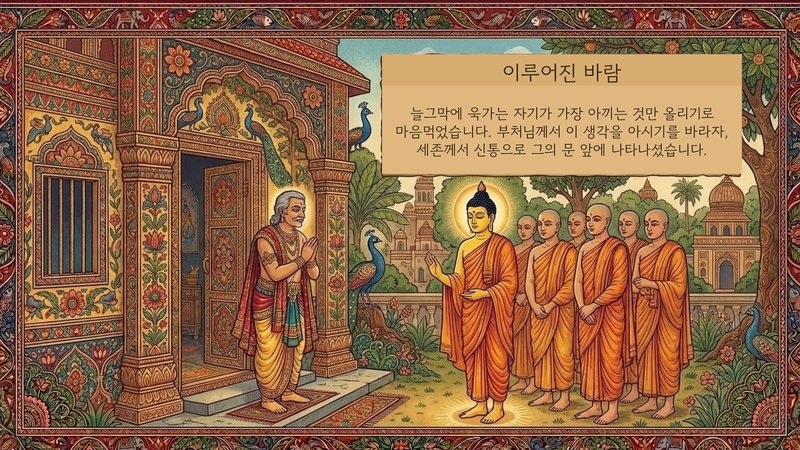 이루어진 바람
늘그막에 욱가는 자기가 가장 아끼는 것만 올리기로
마음먹었습니다. 부처님께서 이 생각을 아시기를 바라자,
세존께서 신통으로 그의 문 앞에 나타나셨습니다.